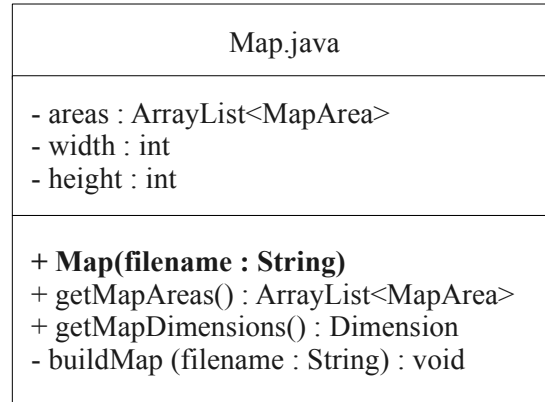 Map.java
- areas : ArrayList<MapArea>
- width : int
- height : int
+ Map(filename : String)
+ getMapAreas() : ArrayList<MapArea>
+ getMapDimensions() : Dimension
- buildMap (filename : String) : void